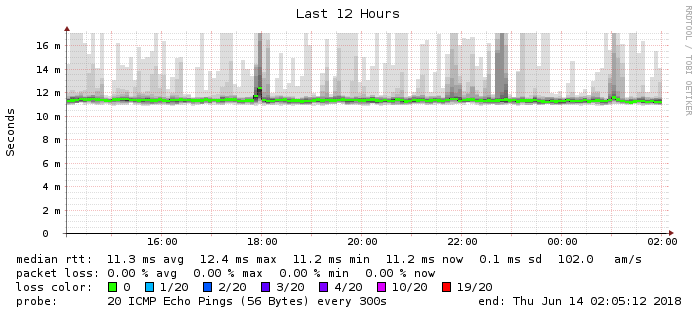 Last 12 Hours
RRDTOOL / TOBI OETIKER
Seconds
16 m
14 m
12 m
10 m
8 m
6 m
4 m
2 m
0
16:00 18:00 20:00 22:00 00:00 02:00
median rtt: 11.3 ms avg 12.4 ms max 11.2 ms min 11.2 ms now 0.1 ms sd 102.0 am/s
packet loss: 0.00 % avg 0.00 % max 0.00 % min 0.00 % now
loss color: 0 1/20 2/20 3/20 4/20 10/20 19/20
probe: 20 ICMP Echo Pings (56 Bytes) every 300s end: Thu Jun 14 02:05:12 2018